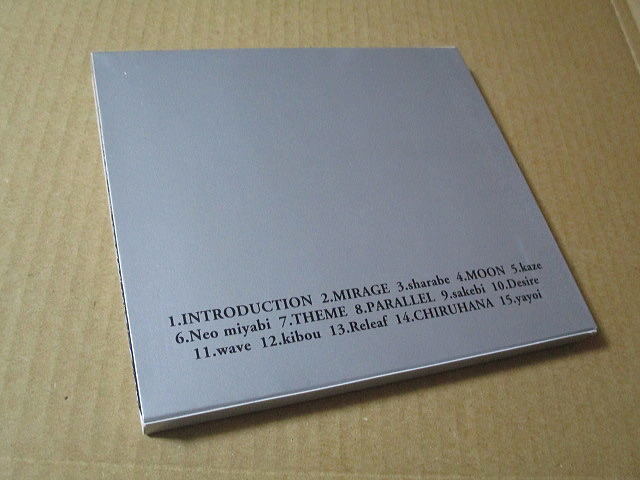 1.INTRODUCTION 2.MIRAGE 3.sharabe 4.MOON 5.kaze
6.Neo miyabi 7.THEME 8.PARALLEL 9.sakebi 10.Desire
11.wave 12.kibou 13.Releaf 14.CHIRUHANA 15.yayoi